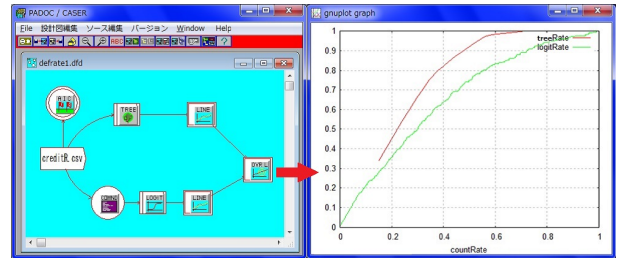 PADOC / CASER
File 設計図編集 ソース編集 バージョン Window Help
ABC
defrate1.dfd
AIC
TREE
LINE
creditR.csv
OVRL
LOGIT
LINE
gnuplot graph
1
0.9
0.8
0.7
0.6
0.5
0.4
0.3
0.2
0.1
0
treeRate
logitRate
0 0.2 0.4 0.6 0.8 1
countRate